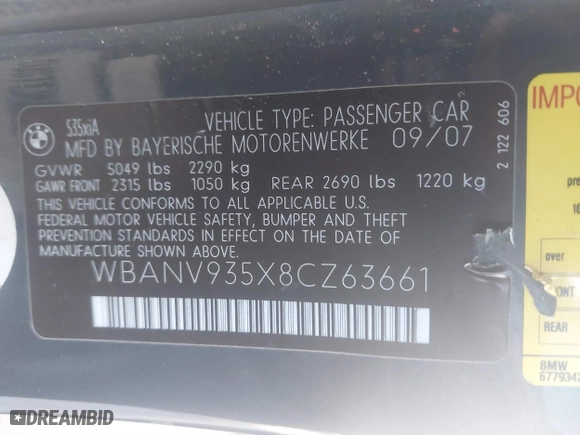 BMW
535xiA
VEHICLE TYPE: PASSENGER CAR
MFD BY BAYERISCHE MOTORENWERKE 09/07
GVWR 5049 lbs 2290 kg
GAWR FRONT 2315 lbs 1050 kg REAR 2690 lbs 1220 kg
THIS VEHICLE CONFORMS TO ALL APPLICABLE U.S.
FEDERAL MOTOR VEHICLE SAFETY, BUMPER AND THEFT
PREVENTION STANDARDS IN EFFECT ON THE DATE OF
MANUFACTURE SHOWN ABOVE.
WBANV935X8CZ63661
2 122 606
over
REAR
BMW
DREAMBID